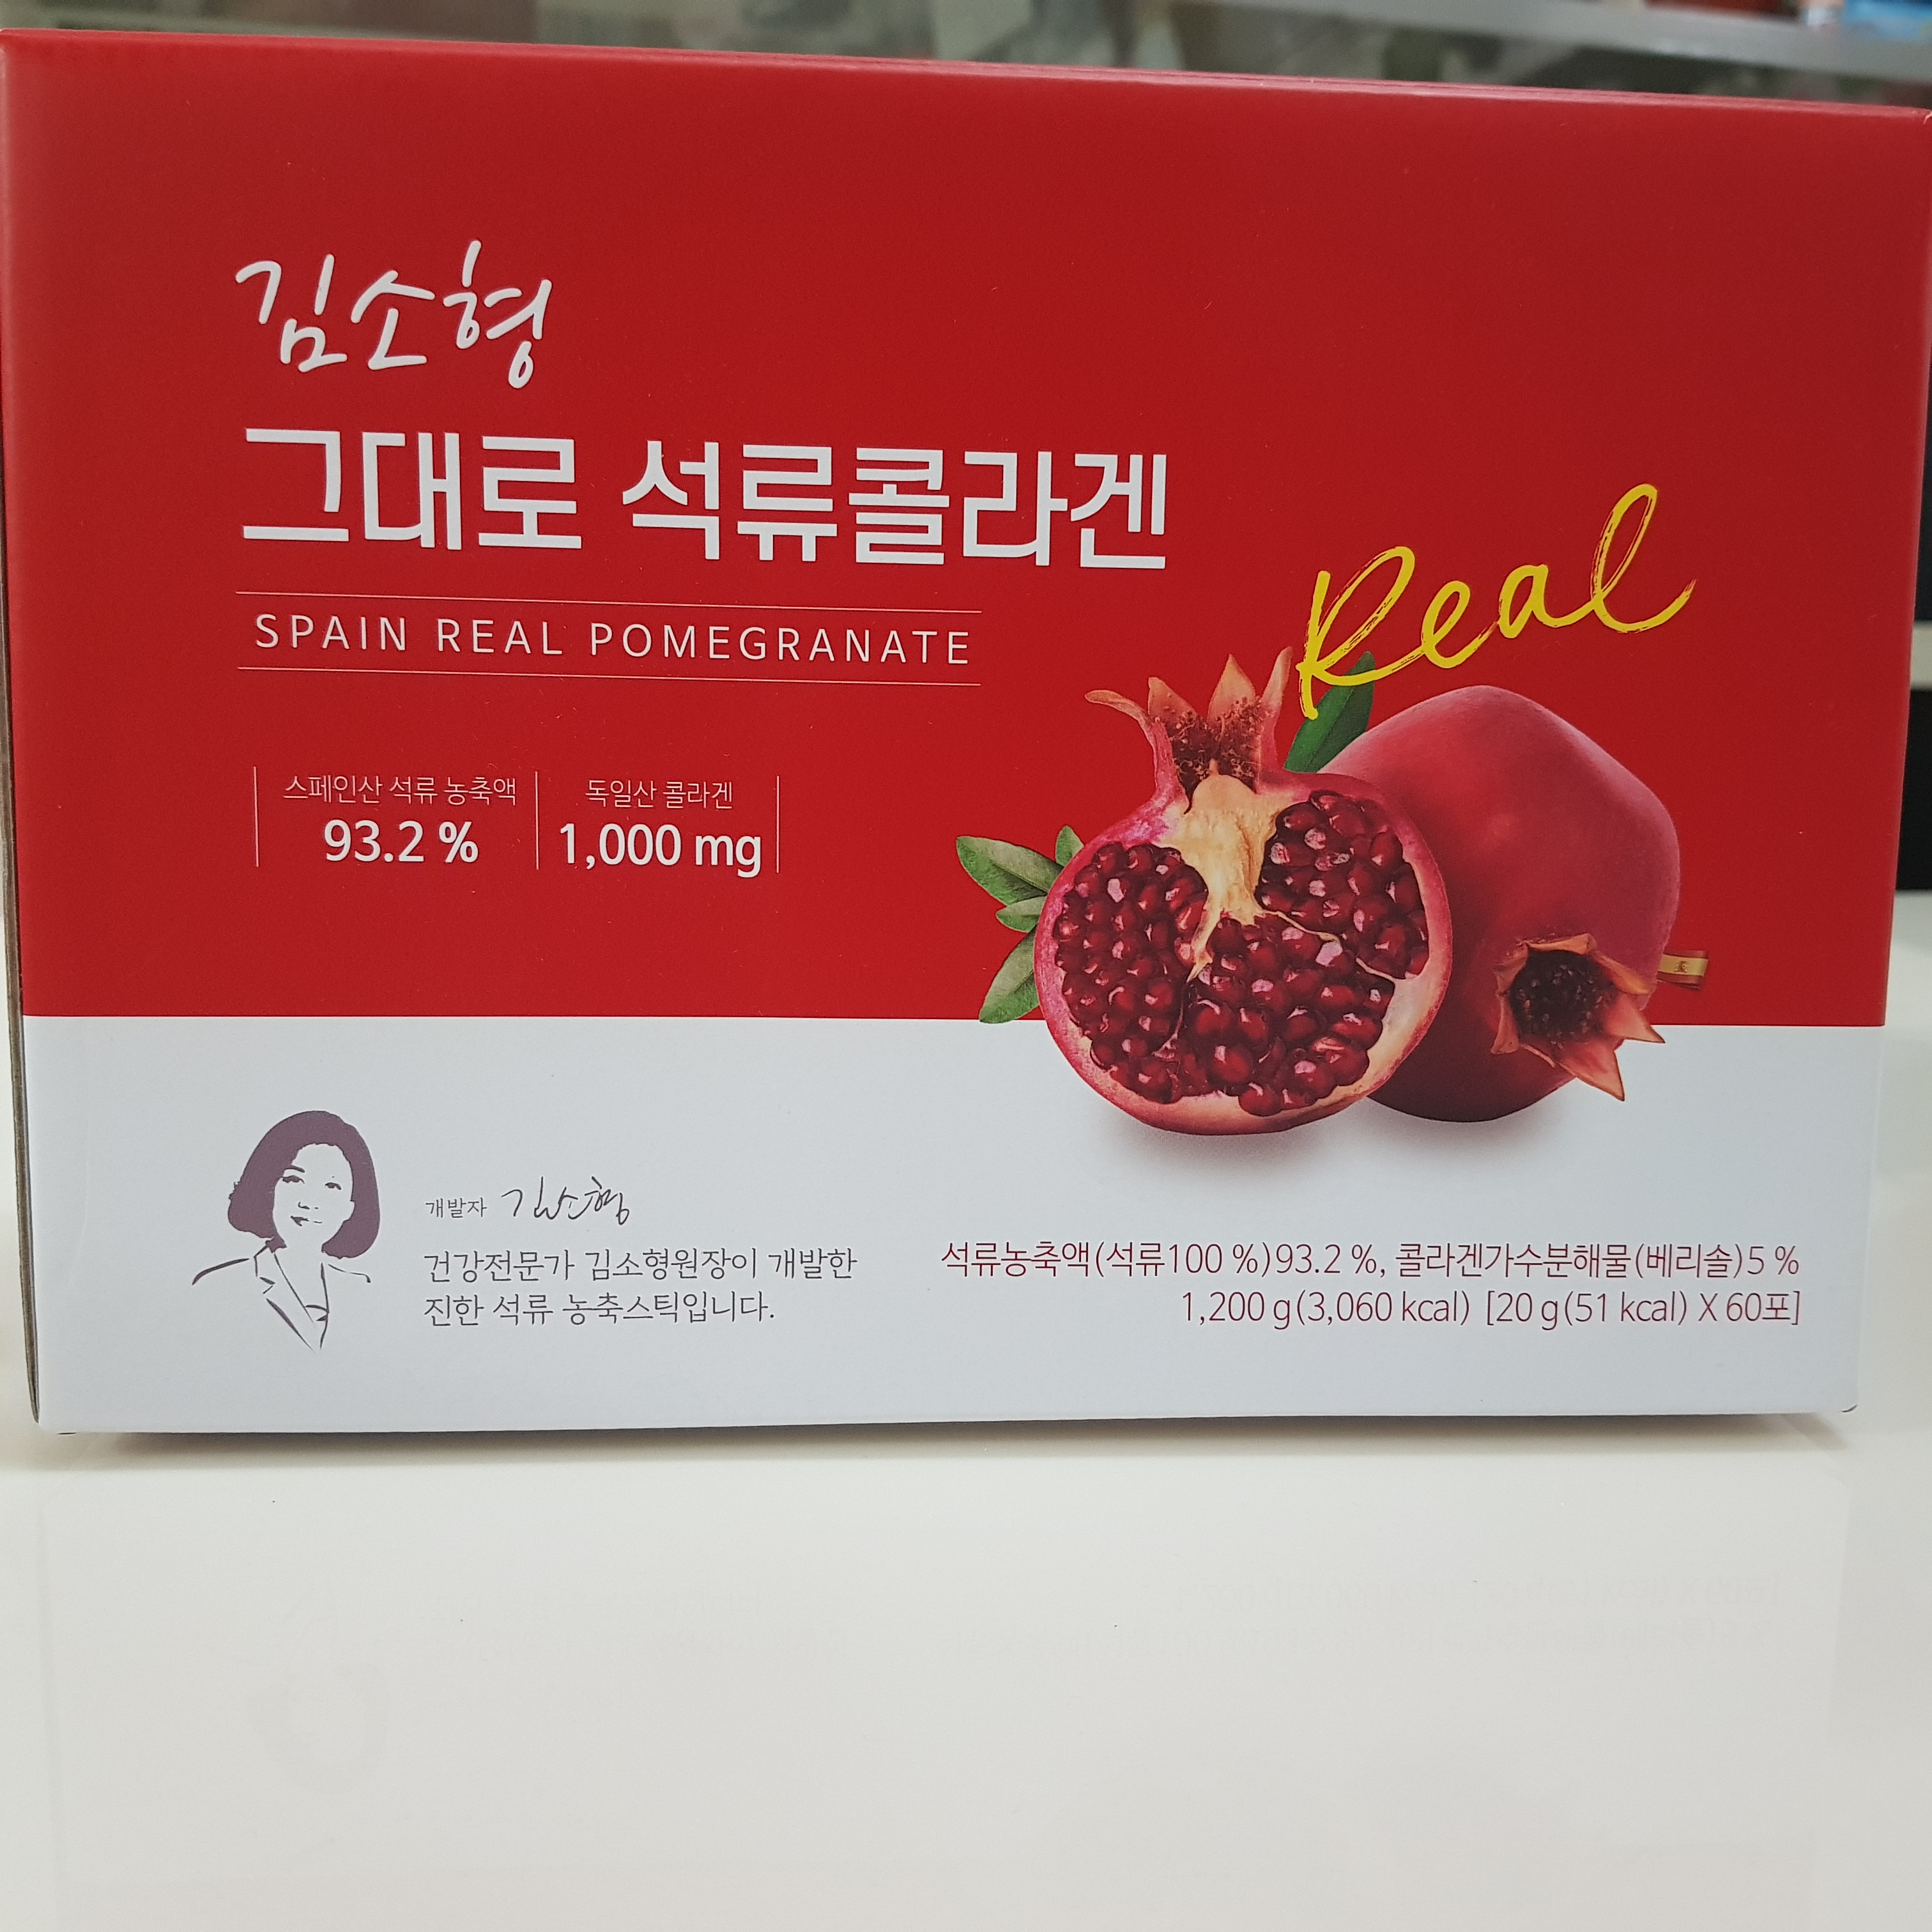 김소형
그대로 석류콜라겐
SPAIN REAL POMEGRANATE
Real
스페인산 석류 농축액
93.2 %
독일산 콜라겐
1,000 mg
개발자 김소형
건강전문가 김소형원장이 개발한
진한 석류 농축스틱입니다.
석류농축액(석류100 %)93.2 %, 콜라겐가수분해물(베리솔)5 %
1,200 g(3,060 kcal) [20 g(51 kcal) X 60포]